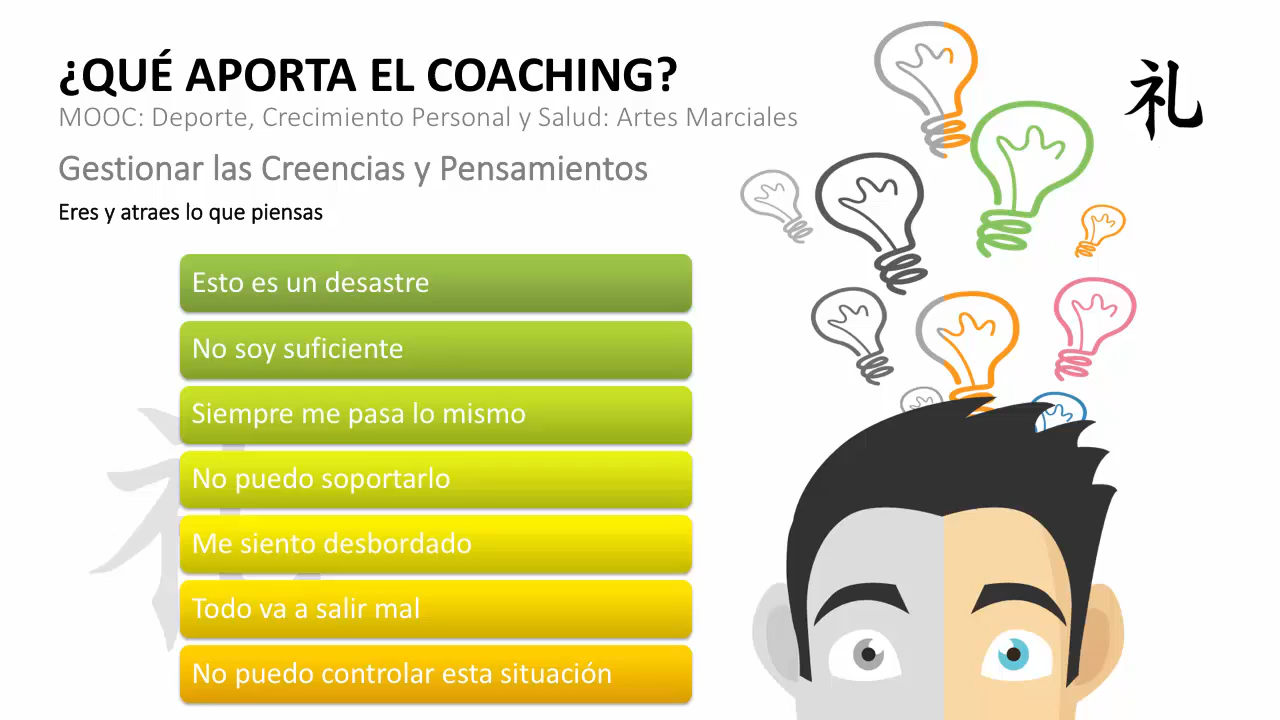 ¿QUÉ APORTA EL COACHING?
MOOC: Deporte, Crecimiento Personal y Salud: Artes Marciales
礼
Gestionar las Creencias y Pensamientos
Eres y atraes lo que piensas
Esto es un desastre
No soy suficiente
Siempre me pasa lo mismo
No puedo soportarlo
Me siento desbordado
Todo va a salir mal
No puedo controlar esta situación
礼